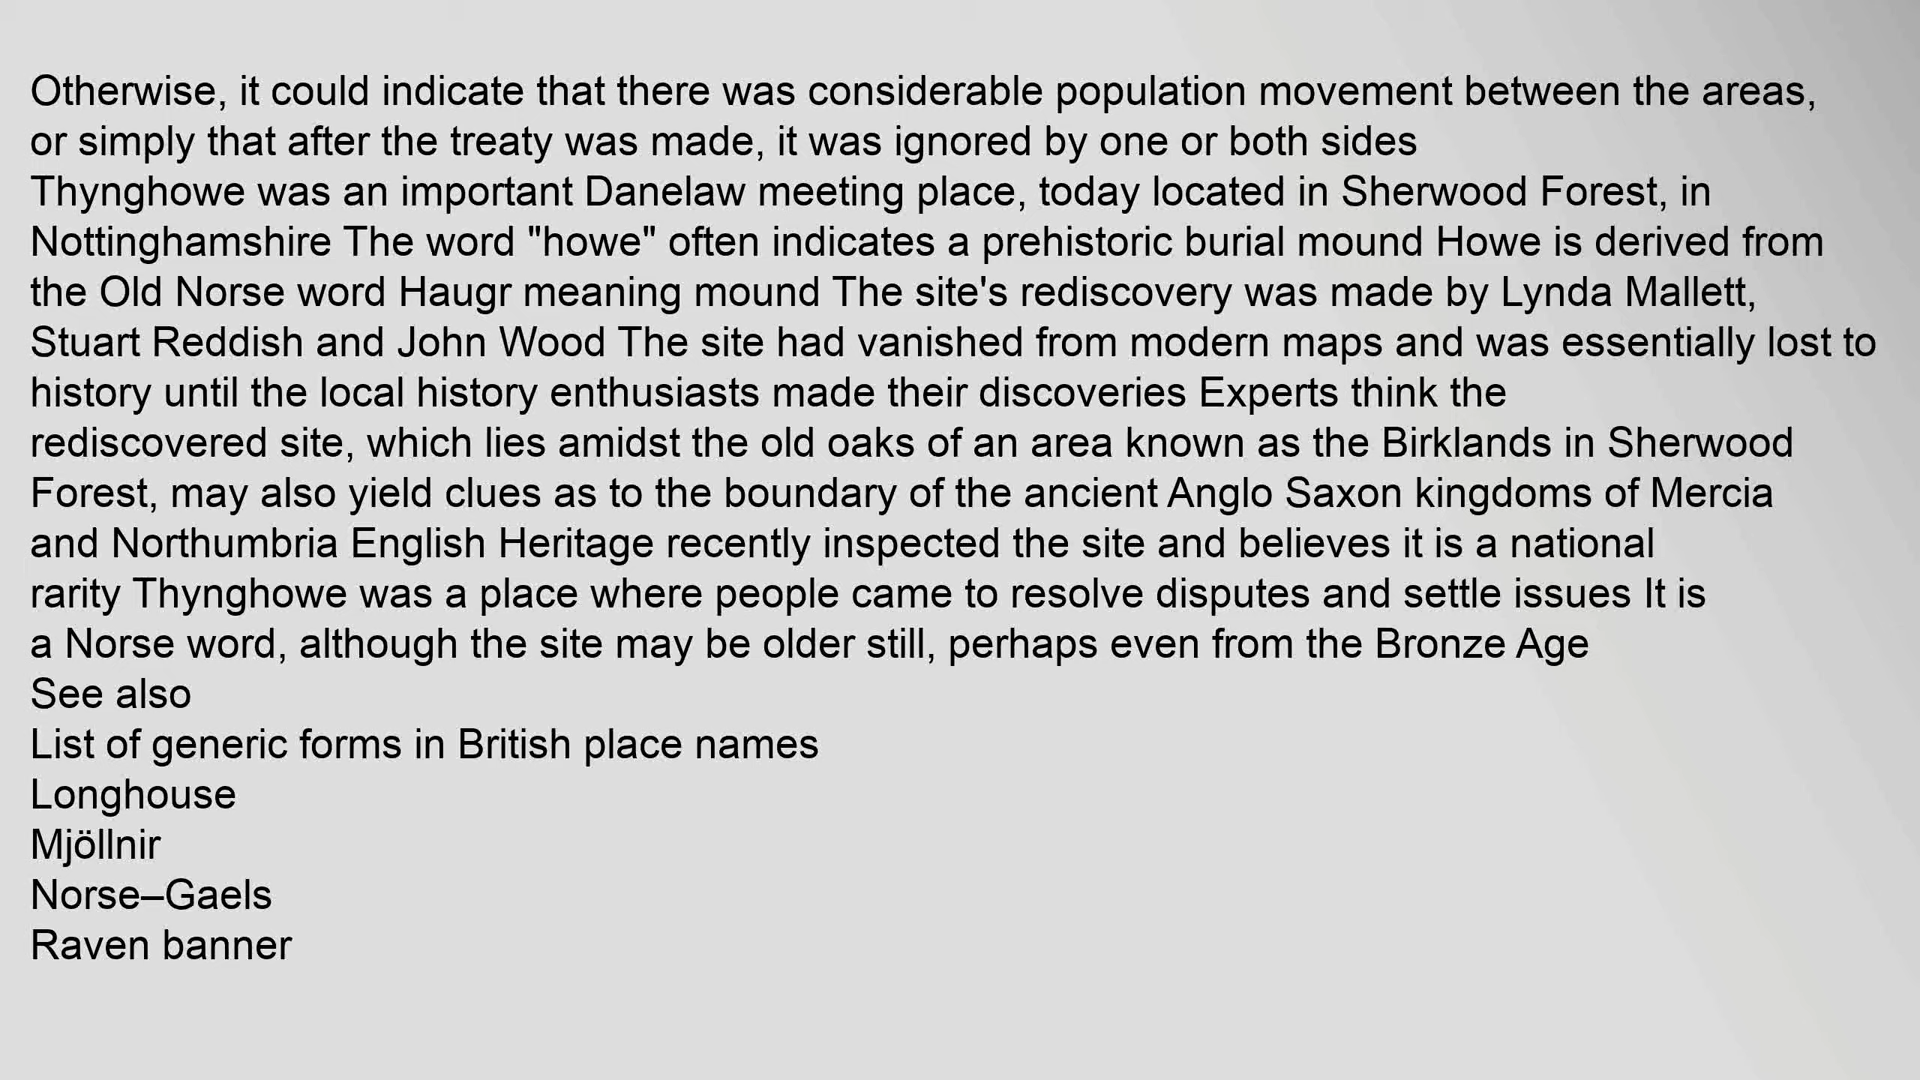 Otherwise, it could indicate that there was considerable population movement between the areas,
or simply that after the treaty was made, it was ignored by one or both sides
Thynghowe was an important Danelaw meeting place, today located in Sherwood Forest, in
Nottinghamshire The word "howe" often indicates a prehistoric burial mound Howe is derived from
the Old Norse word Haugr meaning mound The site's rediscovery was made by Lynda Mallett,
Stuart Reddish and John Wood The site had vanished from modern maps and was essentially lost to
history until the local history enthusiasts made their discoveries Experts think the
rediscovered site, which lies amidst the old oaks of an area known as the Birklands in Sherwood
Forest, may also yield clues as to the boundary of the ancient Anglo Saxon kingdoms of Mercia
and Northumbria English Heritage recently inspected the site and believes it is a national
rarity Thynghowe was a place where people came to resolve disputes and settle issues It is
a Norse word, although the site may be older still, perhaps even from the Bronze Age
See also
List of generic forms in British place names
Longhouse
Mjöllnir
Norse–Gaels
Raven banner